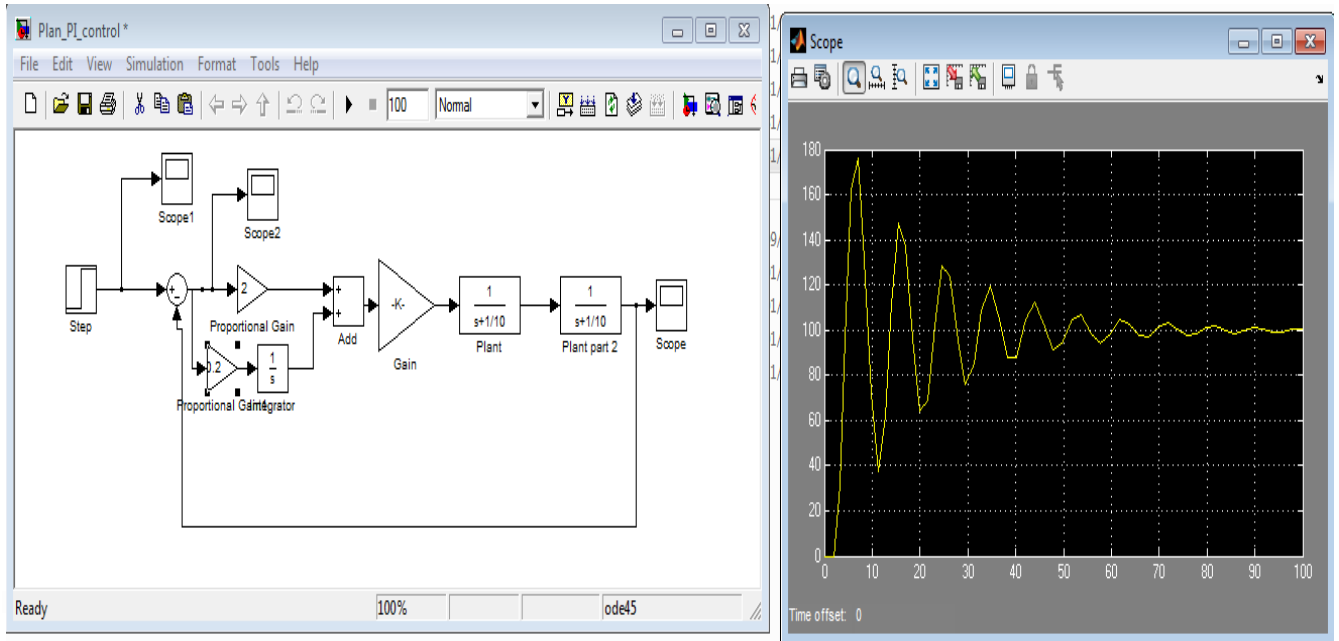 Plan_PI_control *
File Edit View Simulation Format Tools Help
100 Normal
Scope1
Scope2
Step
+
-
2
Proportional Gain
0.2
1
s
+
+
Add
-K-
Gain
1
s+1/10
Plant
1
s+1/10
Plant part 2
Scope
Ready 100% ode45
Scope
180
160
140
120
100
80
60
40
20
0
0 10 20 30 40 50 60 70 80 90 100
Time offset: 0